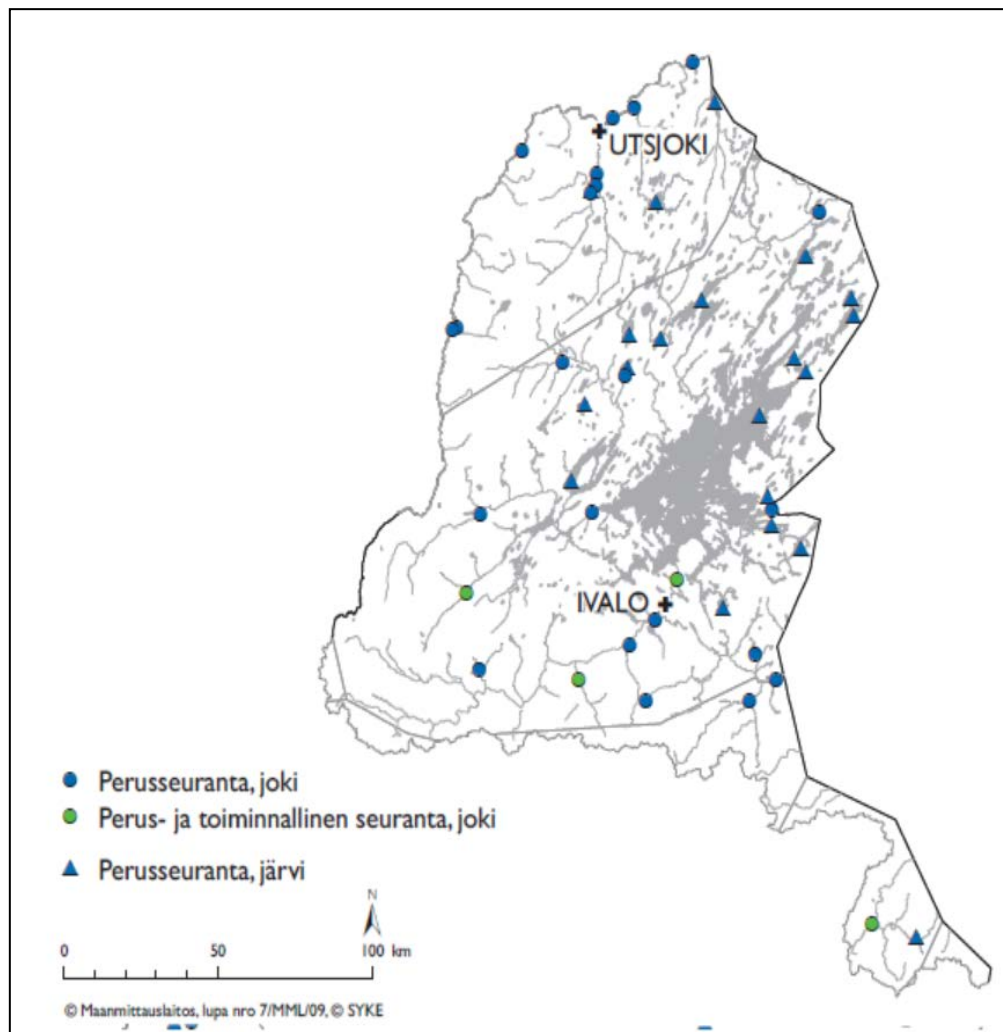 UTSJOKI
IVALO
Perusseuranta, joki
Perus- ja toiminnallinen seuranta, joki
Perusseuranta, järvi
N
0 50 100 km
© Maanmittauslaitos, lupa nro 7/MML/09, © SYKE